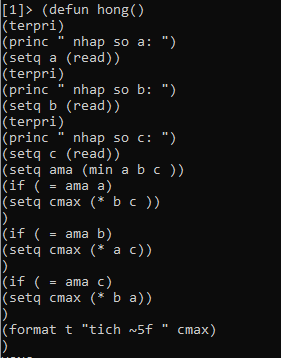 [1]> (defun hong()
(terpri)
(princ " nhap so a: ")
(setq a (read))
(terpri)
(princ " nhap so b: ")
(setq b (read))
(terpri)
(princ " nhap so c: ")
(setq c (read))
(setq ama (min a b c ))
(if ( = ama a)
(setq cmax (* b c ))
)
(if ( = ama b)
(setq cmax (* a c))
)
(if ( = ama c)
(setq cmax (* b a))
)
(format t "tich ~5f " cmax)
)